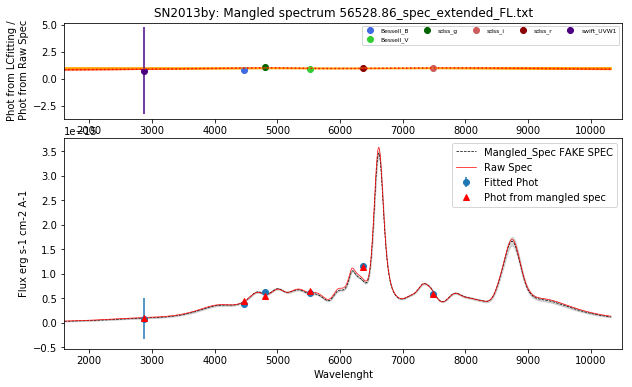 SN2013by: Mangled spectrum 56528.86_spec_extended_FL.txt
Phot from LCfitting /
Phot from Raw Spec
5.0
2.5
0.0
−2.5
Bessell_B
Bessell_V
sdss_g
sdss_i
sdss_r
swift_UVW1
2000 3000 4000 5000 6000 7000 8000 9000 10000
1e−15
Flux erg s-1 cm-2 A-1
3.5
3.0
2.5
2.0
1.5
1.0
0.5
0.0
−0.5
Mangled_Spec FAKE SPEC
Raw Spec
Fitted Phot
Phot from mangled spec
2000 3000 4000 5000 6000 7000 8000 9000 10000
Wavelenght